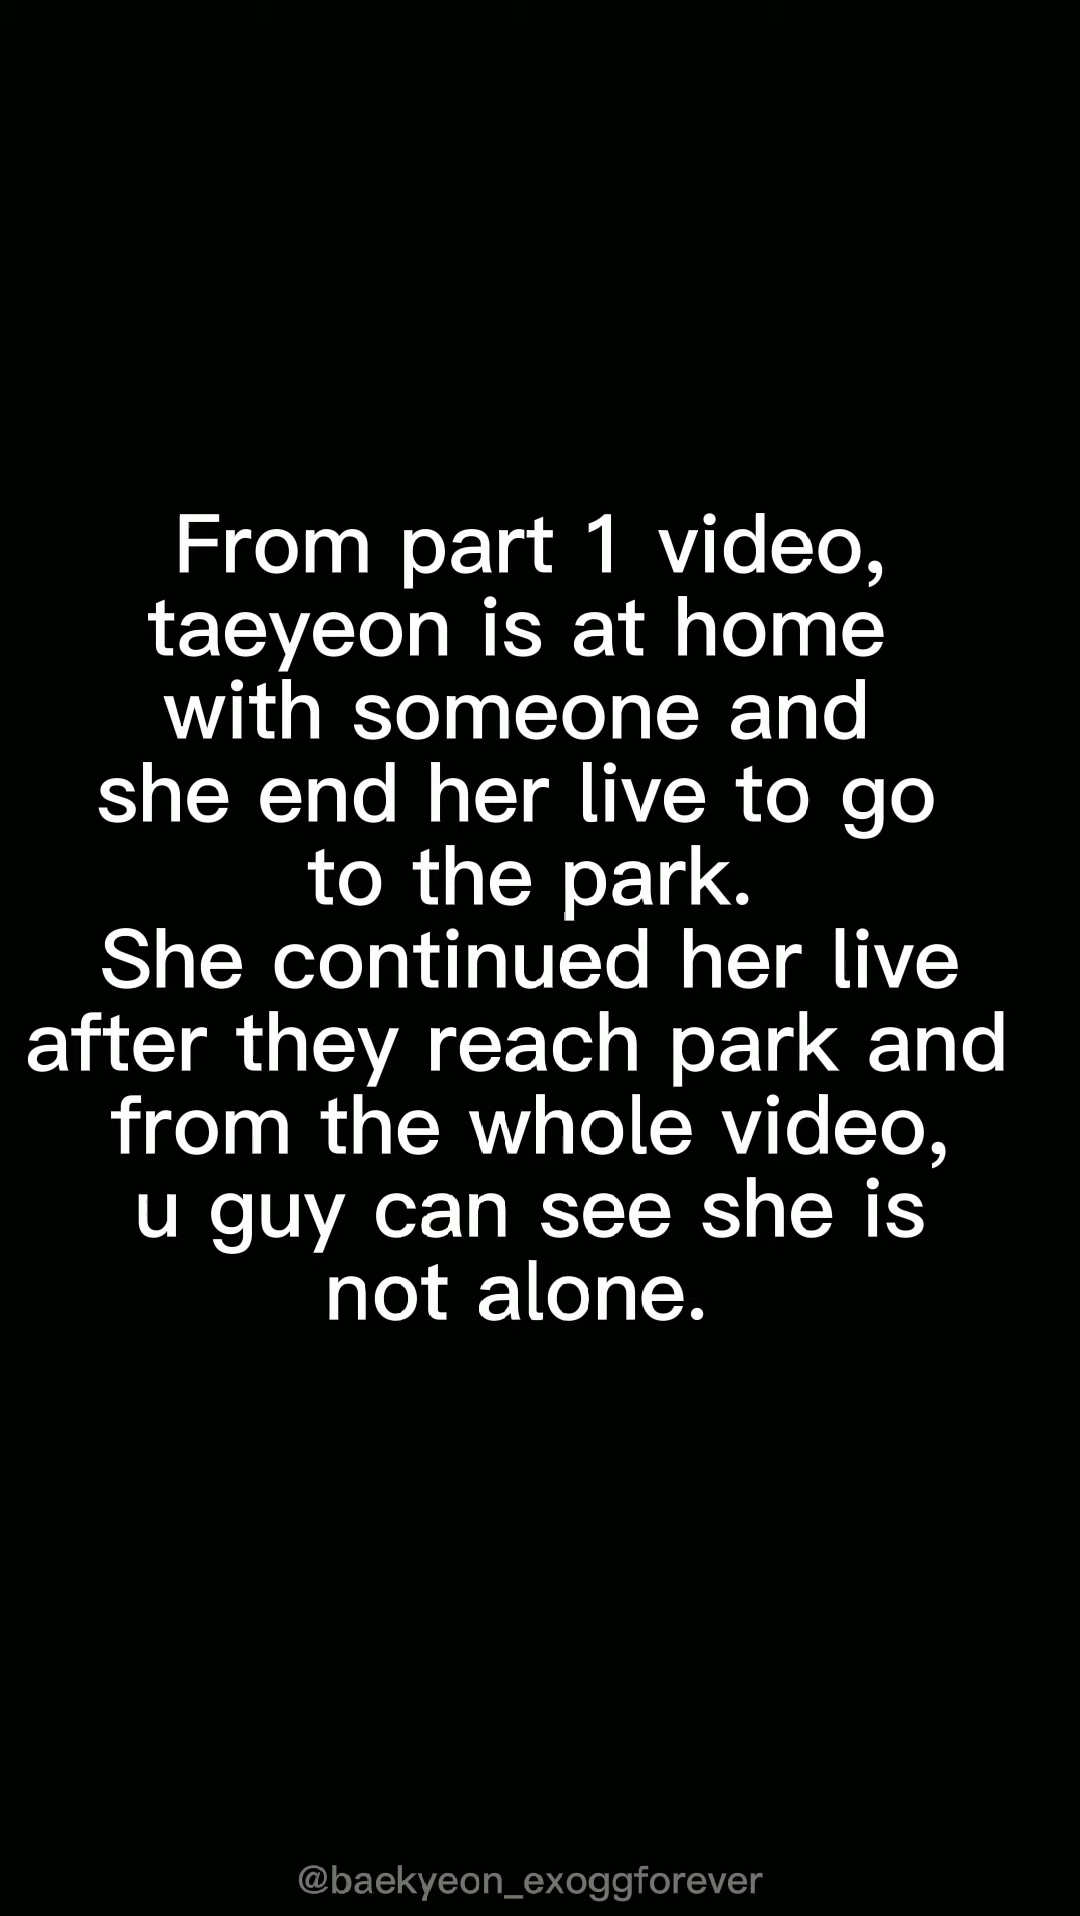 From part 1 video,
taeyeon is at home
with someone and
she end her live to go
to the park.
She continued her live
after they reach park and
from the whole video,
u guy can see she is
not alone.
@baekyeon_exoggforever